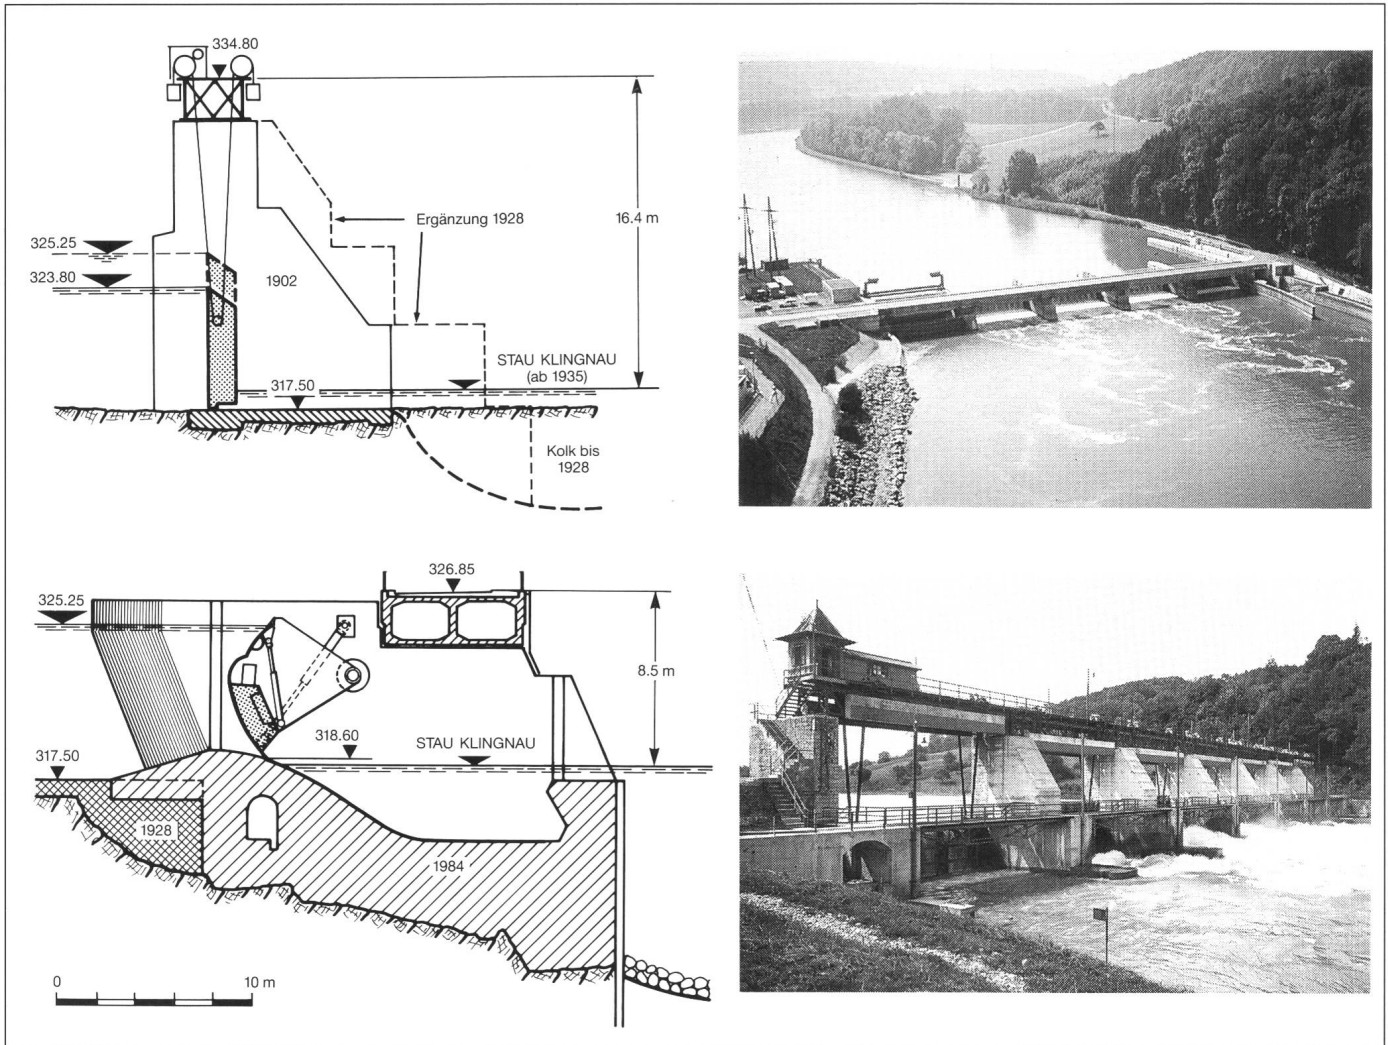 334.80
16.4 m
Ergänzung 1928
325.25
323.80
1902
STAU KLINGNAU
(ab 1935)
317.50
Kolk bis
1928
326.85
325.25
8.5 m
318.60
STAU KLINGNAU
317.50
1928
1984
0
10 m